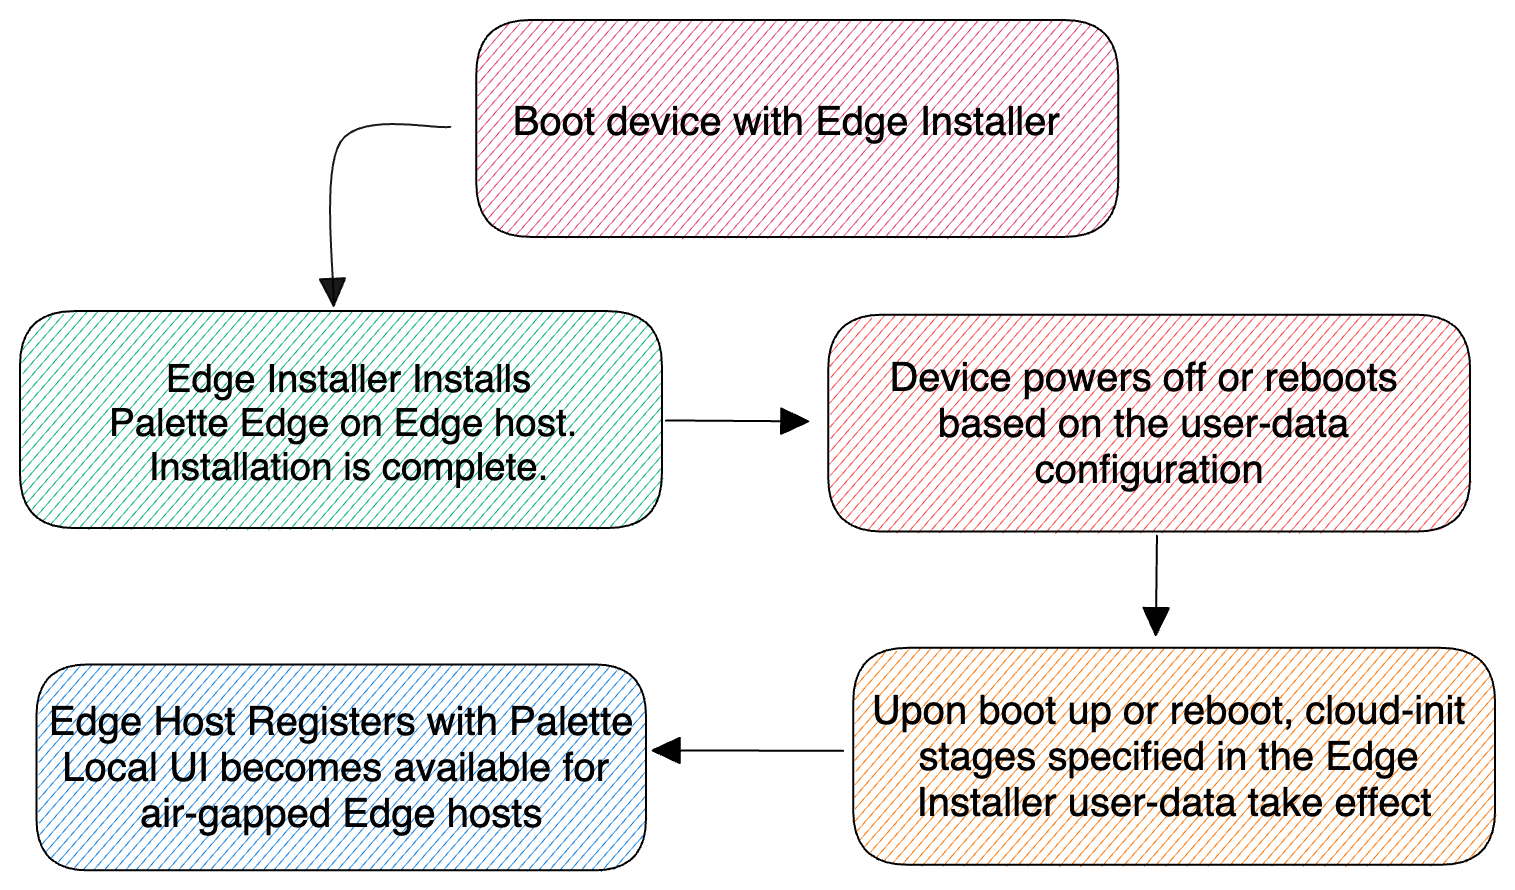 Boot device with Edge Installer
Edge Installer Installs
Palette Edge on Edge host.
Installation is complete.
Device powers off or reboots
based on the user-data
configuration
Upon boot up or reboot, cloud-init
stages specified in the Edge
Installer user-data take effect
Edge Host Registers with Palette
Local UI becomes available for
air-gapped Edge hosts